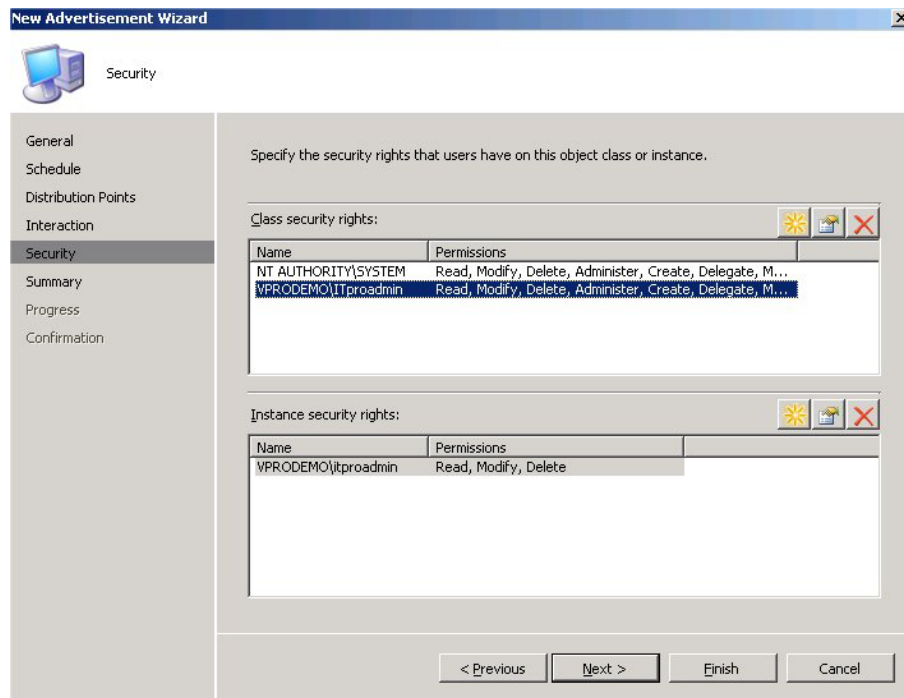 New Advertisement Wizard
Security
General
Schedule
Distribution Points
Interaction
Security
Summary
Progress
Confirmation
Specify the security rights that users have on this object class or instance.
Class security rights:
Name Permissions
NT AUTHORITY\SYSTEM Read, Modify, Delete, Administer, Create, Delegate, M...
VPRODEMO\ITproadmin Read, Modify, Delete, Administer, Create, Delegate, M...
Instance security rights:
Name Permissions
VPRODEMO\itproadmin Read, Modify, Delete
< Previous Next > Finish Cancel